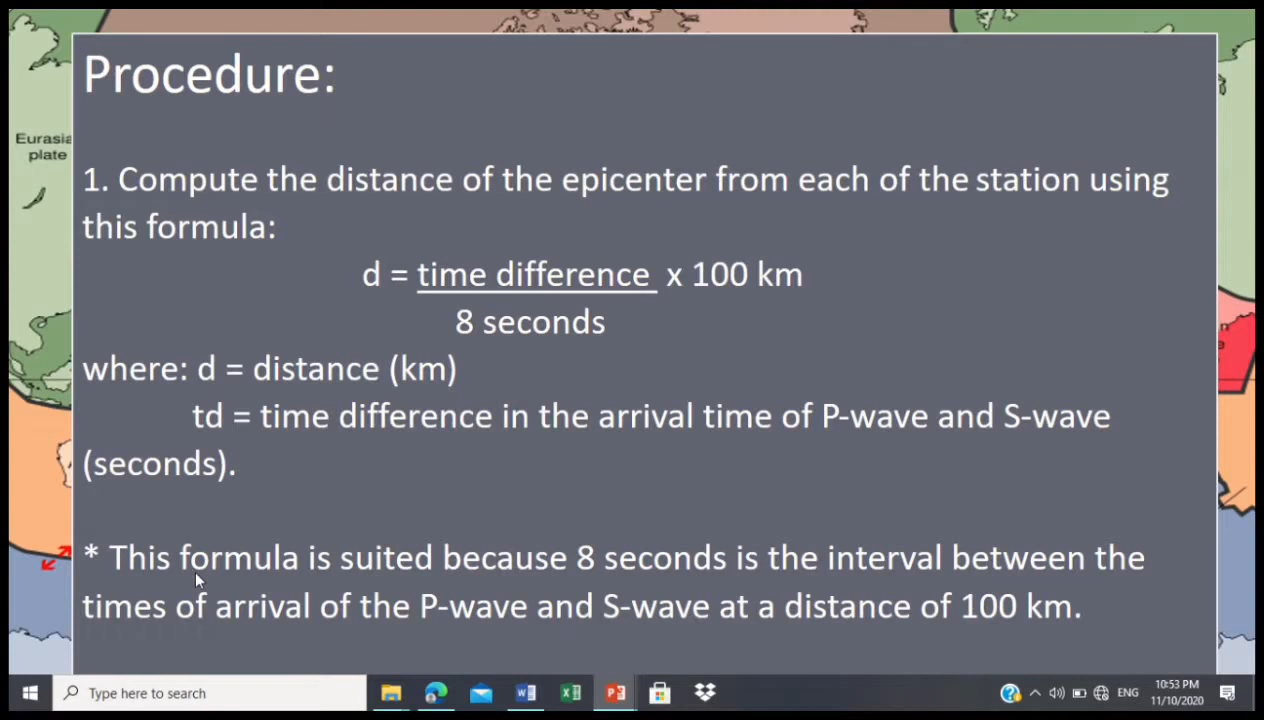 Procedure:
Eurasia
plate
1. Compute the distance of the epicenter from each of the station using
this formula:
d = time difference x 100 km
8 seconds
where: d = distance (km)
td = time difference in the arrival time of P-wave and S-wave
(seconds).
* This formula is suited because 8 seconds is the interval between the
times of arrival of the P-wave and S-wave at a distance of 100 km.
Type here to search
ENG
10:53 PM
11/10/2020